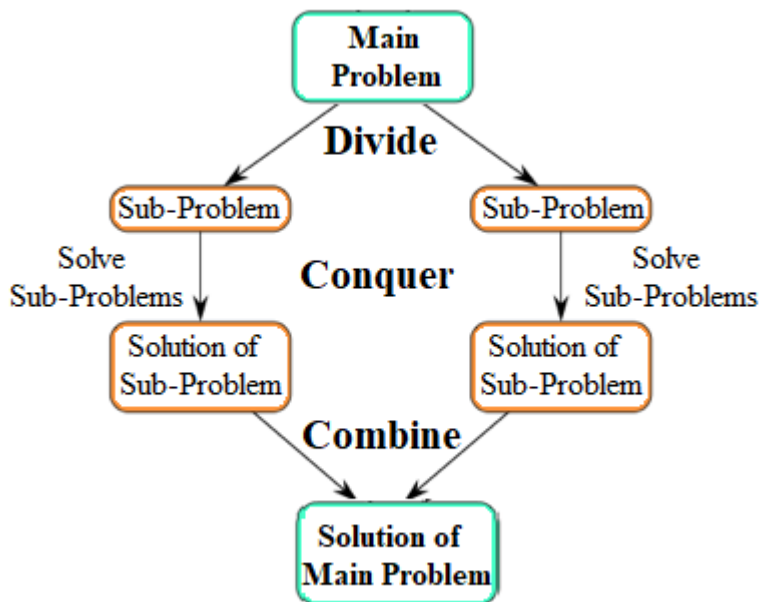 Main
Problem
Divide
Sub-Problem
Sub-Problem
Solve
Sub-Problems
Conquer
Solve
Sub-Problems
Solution of
Sub-Problem
Solution of
Sub-Problem
Combine
Solution of
Main Problem